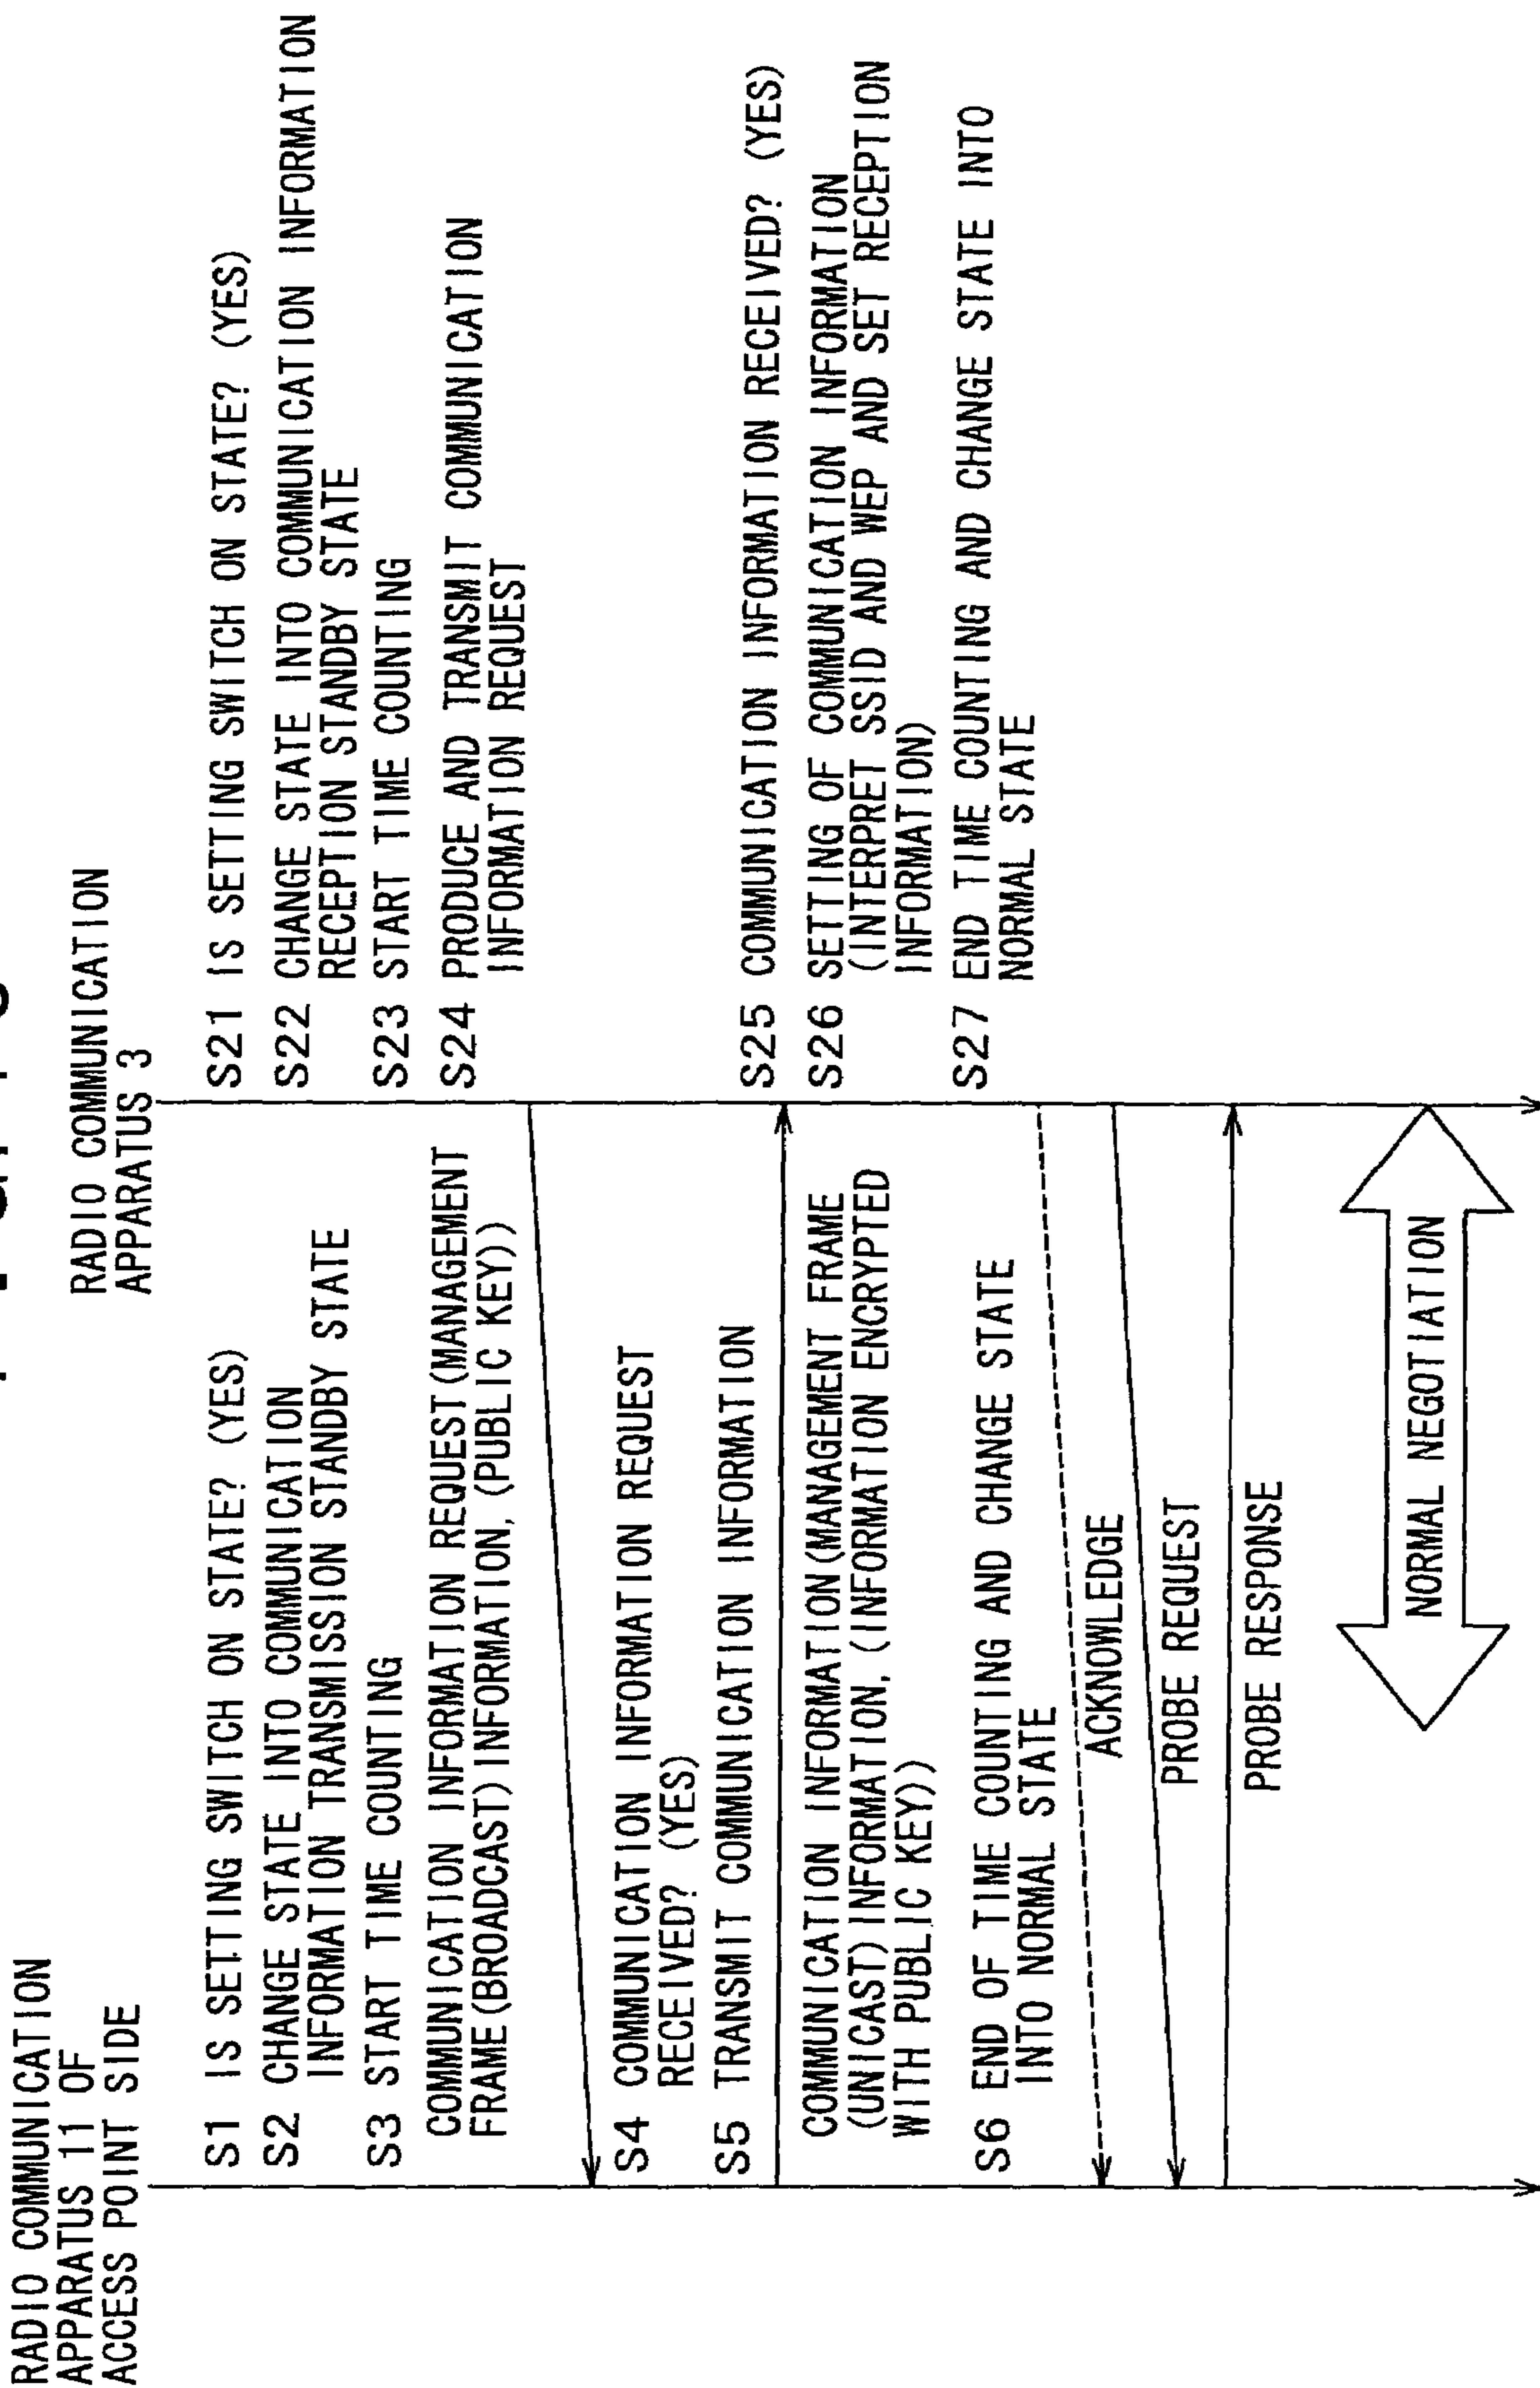 RADIO COMMUNICATION
APPARATUS 11 OF
ACCESS POINT SIDE
S1 IS SETTING SWITCH ON STATE? (YES)
S2 CHANGE STATE INTO COMMUNICATION
INFORMATION TRANSMISSION STANDBY STATE
S3 START TIME COUNTING
COMMUNICATION INFORMATION REQUEST (MANAGEMENT
FRAME (BROADCAST) INFORMATION, (PUBLIC KEY))
S4 COMMUNICATION INFORMATION REQUEST
RECEIVED? (YES)
S5 TRANSMIT COMMUNICATION INFORMATION
COMMUNICATION INFORMATION (MANAGEMENT FRAME
(UNICAST) INFORMATION, (INFORMATION ENCRYPTED
WITH PUBLIC KEY))
S6 END OF TIME COUNTING AND CHANGE STATE
INTO NORMAL STATE
ACKNOWLEDGE
PROBE REQUEST
PROBE RESPONSE
NORMAL NEGOTIATION
RADIO COMMUNICATION
APPARATUS 3
S21 IS SETTING SWITCH ON STATE? (YES)
S22 CHANGE STATE INTO COMMUNICATION INFORMATION
RECEPTION STANDBY STATE
S23 START TIME COUNTING
S24 PRODUCE AND TRANSMIT COMMUNICATION
INFORMATION REQUEST
S25 COMMUNICATION INFORMATION RECEIVED? (YES)
S26 SETTING OF COMMUNICATION INFORMATION
(INTERPRET SSID AND WEP AND SET RECEPTION
INFORMATION)
S27 END TIME COUNTING AND CHANGE STATE INTO
NORMAL STATE